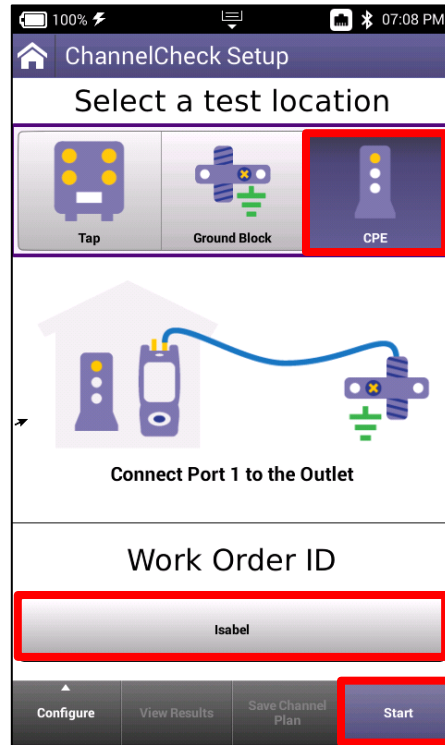 100% 07:08 PM
ChannelCheck Setup
Select a test location
Tap Ground Block CPE
Connect Port 1 to the Outlet
Work Order ID
Isabel
Configure View Results Save Channel Start
Plan